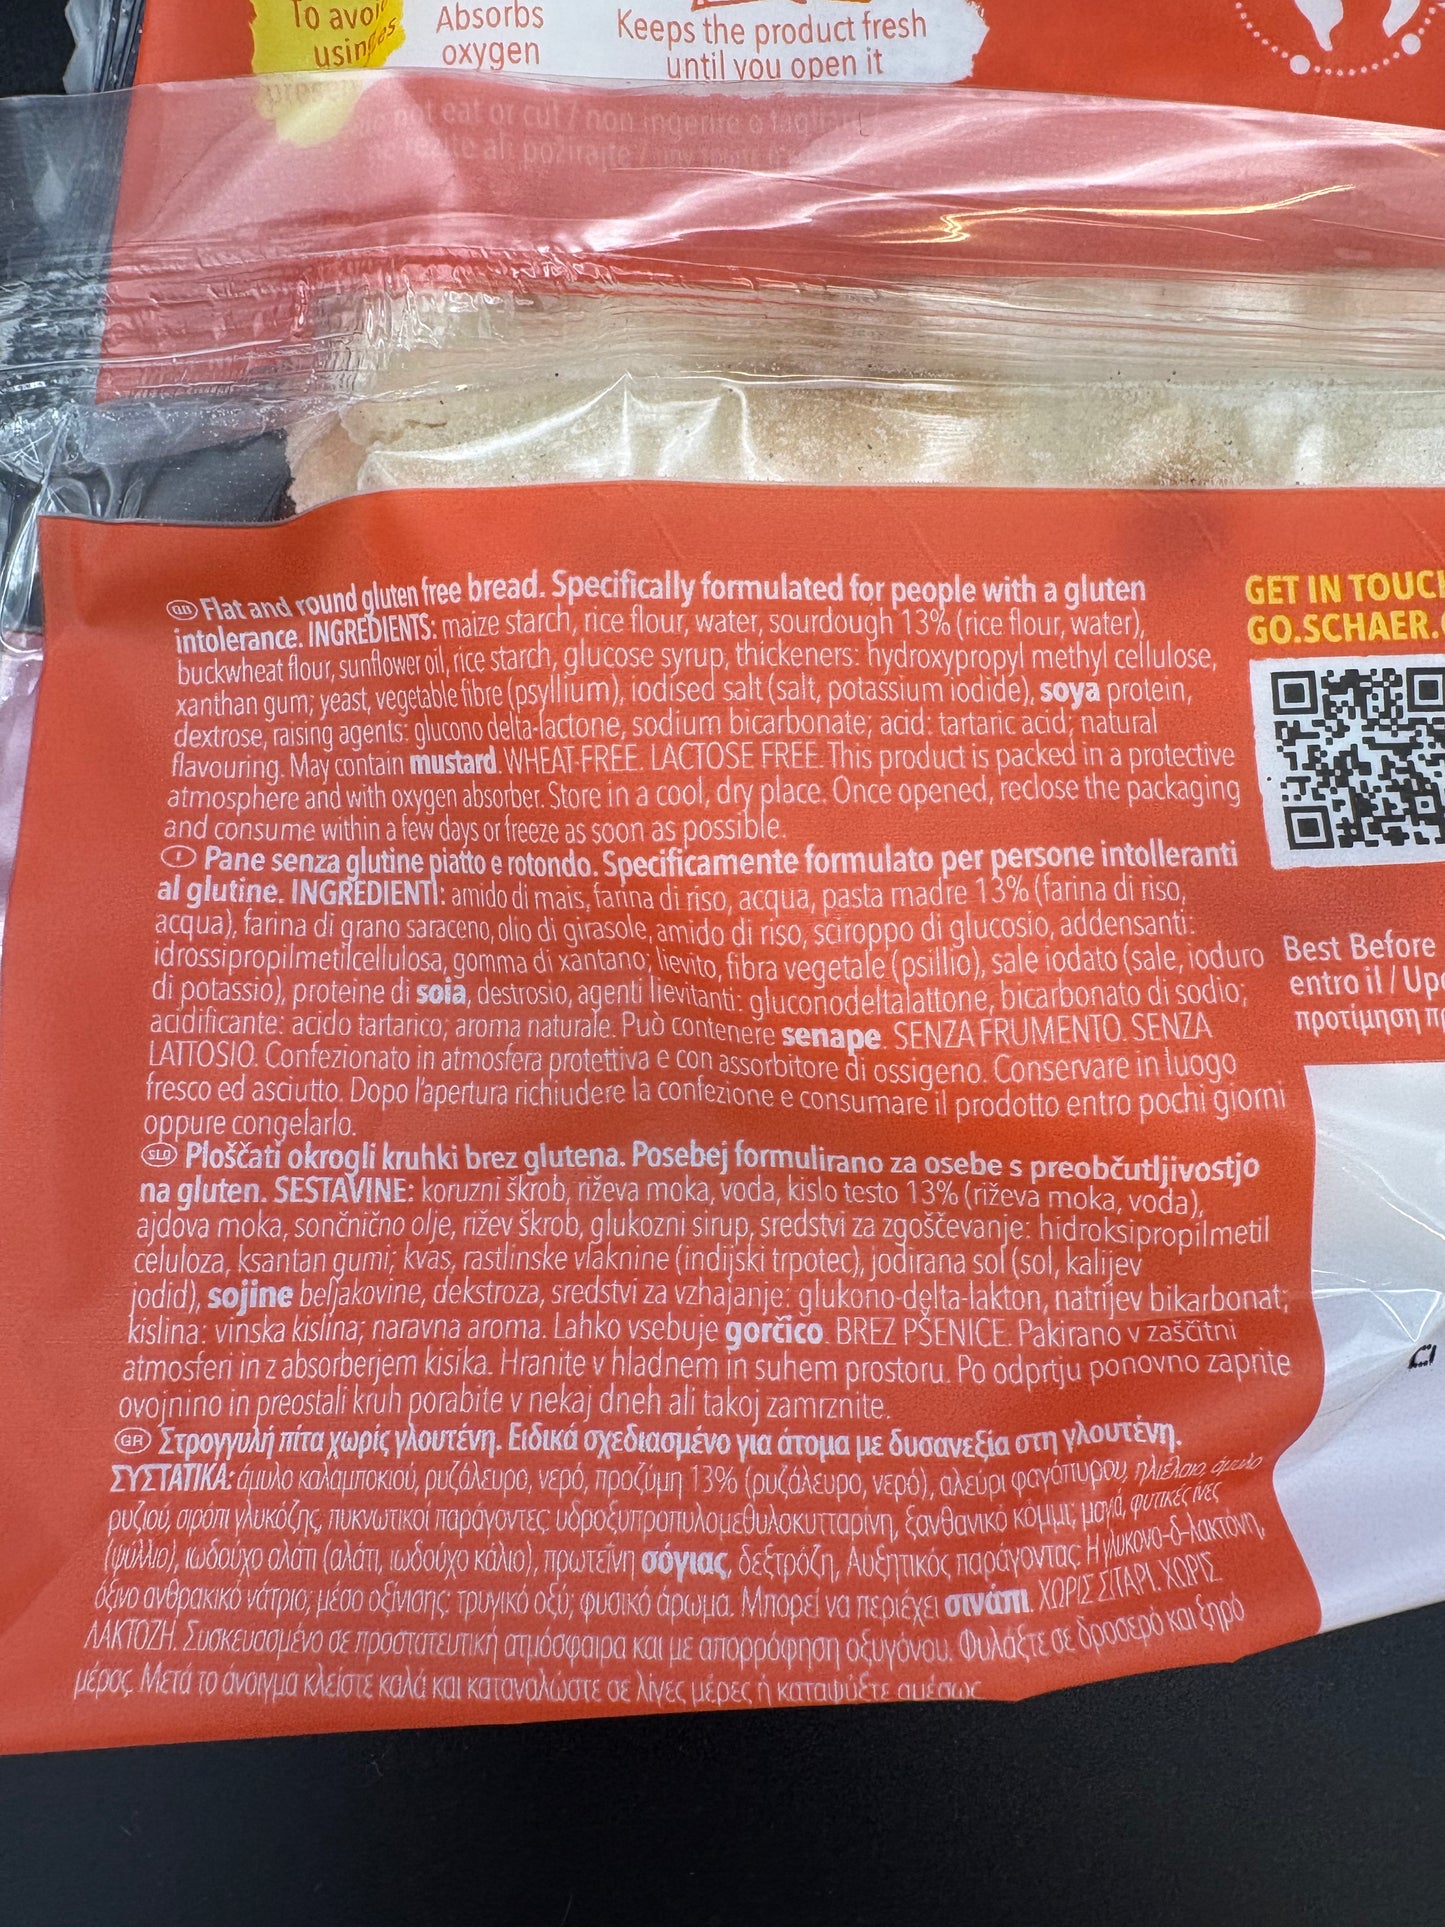 To avoid
using
Absorbs
oxygen
Keeps the product fresh
until you open it
not eat or cut / non ingerire o
GET IN TOUCH
GO.SCHAER.
GB Flat and round gluten free bread. Specifically formulated for people with a gluten
intolerance. INGREDIENTS: maize starch, rice flour, water, sourdough 13% (rice flour, water),
buckwheat flour, sunflower oil, rice starch, glucose syrup, thickeners: hydroxypropyl methyl cellulose,
xanthan gum; yeast, vegetable fibre (psyllium), iodised salt (salt, potassium iodide), soya protein,
dextrose, raising agents: glucono delta-lactone, sodium bicarbonate; acid: tartaric acid; natural
flavouring. May contain mustard. WHEAT-FREE. LACTOSE FREE. This product is packed in a protective
atmosphere and with oxygen absorber. Store in a cool, dry place. Once opened, reclose the packaging
and consume within a few days or freeze as soon as possible.
I Pane senza glutine piatto e rotondo. Specificamente formulato per persone intolleranti
al glutine. INGREDIENTI: amido di mais, farina di riso, acqua, pasta madre 13% (farina di riso,
acqua), farina di grano saraceno, olio di girasole, amido di riso, sciroppo di glucosio, addensanti:
idrossipropilmetilcellulosa, gomma di xantano; lievito, fibra vegetale (psillio), sale iodato (sale, ioduro
di potassio), proteine di soia, destrosio, agenti lievitanti: gluconodeltalattone, bicarbonato di sodio;
acidificante: acido tartarico; aroma naturale. Può contenere senape. SENZA FRUMENTO. SENZA
LATTOSIO. Confezionato in atmosfera protettiva e con assorbitore di ossigeno. Conservare in luogo
fresco ed asciutto. Dopo l'apertura richiudere la confezione e consumare il prodotto entro pochi giorni
oppure congelarlo.
SLO Ploščati okrogli kruhki brez glutena. Posebej formulirano za osebe s preobčutljivostjo
na gluten. SESTAVINE: koruzni škrob, riževa moka, voda, kislo testo 13% (riževa moka, voda),
ajdova moka, sončnično olje, rižev škrob, glukozni sirup, sredstvi za zgoščevanje: hidroksipropilmetil
celuloza, ksantan gumi; kvas, rastlinske vlaknine (indijski trpotec), jodirana sol (sol, kalijev
jodid), sojine beljakovine, dekstroza, sredstvi za vzhajanje: glukono-delta-lakton, natrijev bikarbonat;
kislina: vinska kislina; naravna aroma. Lahko vsebuje gorčico. BREZ PŠENICE. Pakirano v zaščitni
atmosferi in z absorberjem kisika. Hranite v hladnem in suhem prostoru. Po odprtju ponovno zaprite
ovojnino in preostali kruh porabite v nekaj dneh ali takoj zamrznite.
GR Στρογγυλή πίτα χωρίς γλουτένη. Ειδικά σχεδιασμένο για άτομα με δυσανεξία στη γλουτένη.
ΣΥΣΤΑΤΙΚΑ: άμυλο καλαμποκιού, ρυζάλευρο, νερό, προζύμη 13% (ρυζάλευρο, νερό), αλεύρι φαγόπυρου, ηλιέλαιο, άμυλο
ρυζιού, σιρόπι γλυκόζης, πυκνωτικοί παράγοντες: υδροξυπροπυλομεθυλοκυτταρίνη, ξανθανικό κόμμι; μαγιά, φυτικές ίνες
(ψύλλιο), ιωδούχο αλάτι (αλάτι, ιωδούχο κάλιο), πρωτεΐνη σόγιας, δεξτρόζη, Αυξητικός παράγοντας: Η γλυκονο-δ-λακτόνη,
όξινο ανθρακικό νάτριο; μέσο οξίνισης: τρυγικό οξύ; φυσικό άρωμα. Μπορεί να περιέχει σινάπι. ΧΩΡΙΣ ΣΙΤΑΡΙ. ΧΩΡΙΣ
ΛΑΚΤΟΖΗ. Συσκευασμένο σε προστατευτική ατμόσφαιρα και με απορρόφηση οξυγόνου. Φυλάξτε σε δροσερό και ξηρό
μέρος. Μετά το άνοιγμα κλείστε καλά και καταναλώστε σε λίγες μέρες ή καταψύξτε αμέσως
Best Before
entro il / Upo
προτίμηση πρ